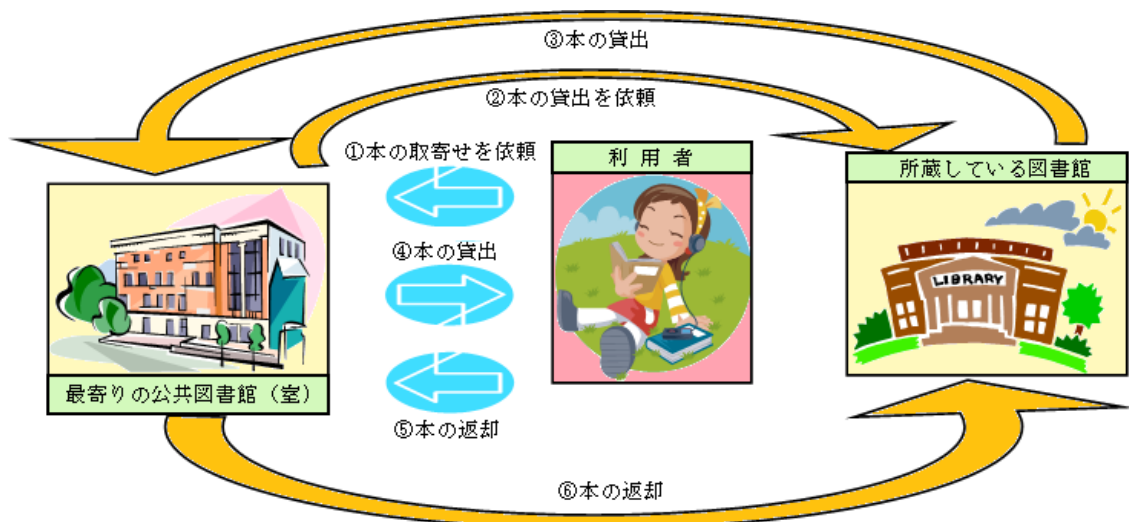 ③本の貸出
②本の貸出を依頼
①本の取寄せを依頼
利用者
所蔵している図書館
④本の貸出
LIBRARY
最寄りの公共図書館（室）
⑤本の返却
⑥本の返却